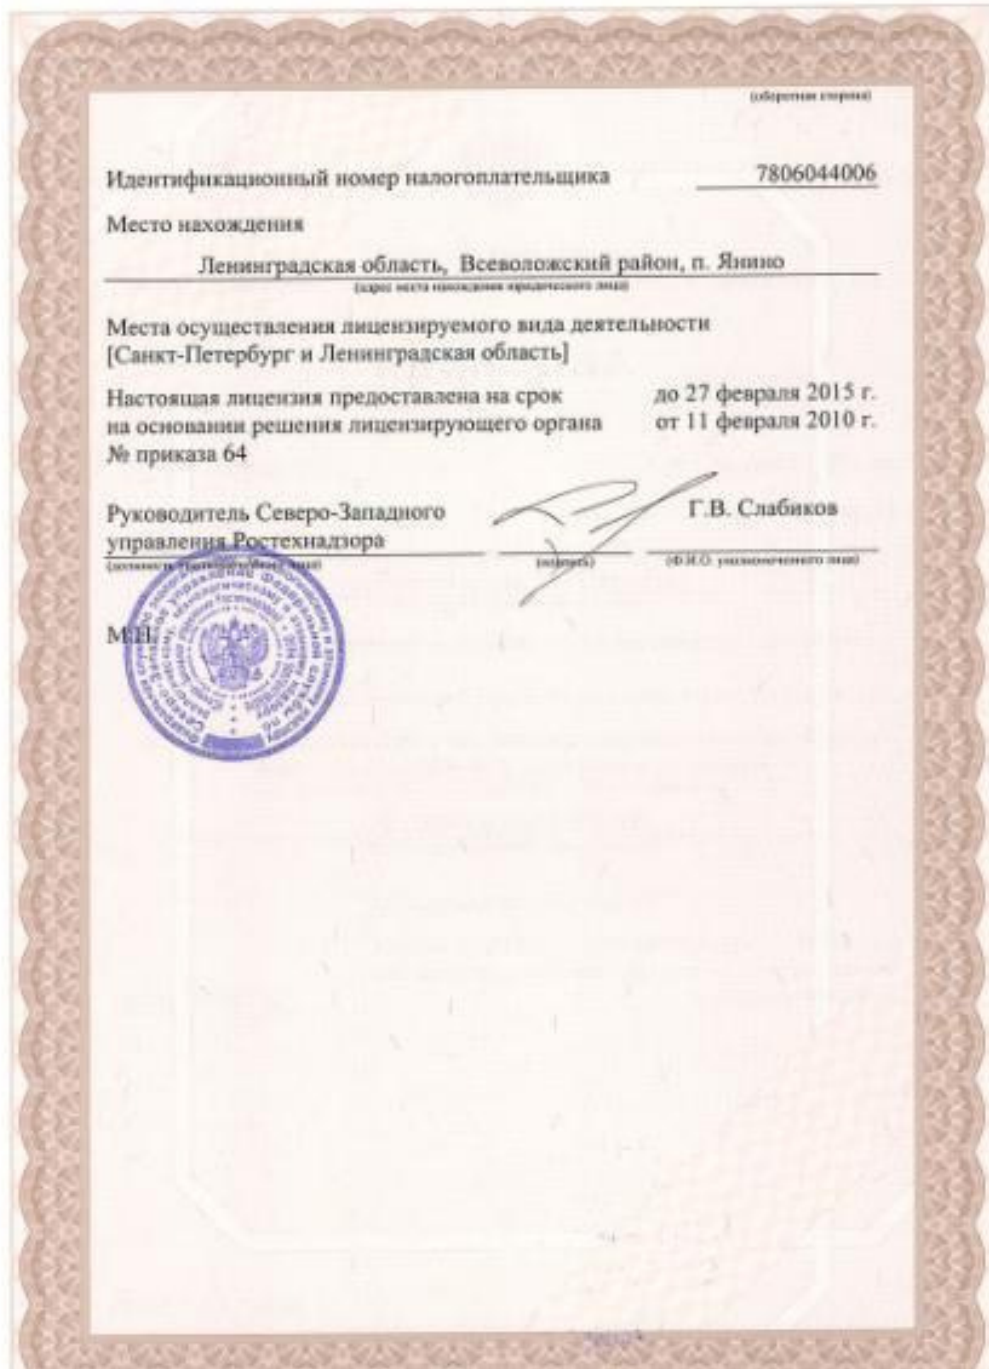 (оборотная сторона)
Идентификационный номер налогоплательщика 7806044006
Место нахождения
Ленинградская область, Всеволожский район, п. Янино
(адрес места нахождения юридического лица)
Места осуществления лицензируемого вида деятельности
[Санкт-Петербург и Ленинградская область]
Настоящая лицензия предоставлена на срок до 27 февраля 2015 г.
на основании решения лицензирующего органа от 11 февраля 2010 г.
№ приказа 64
Руководитель Северо-Западного Г.В. Слабиков
управления Ростехнадзора
(должность уполномоченного лица) (подпись) (Ф.И.О. уполномоченного лица)
М.П.